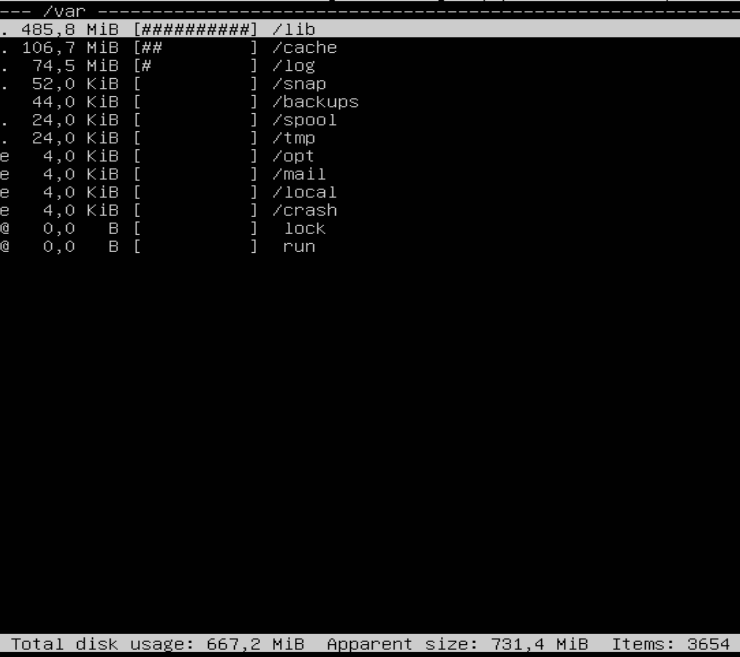 --- /var ------------------------------------------------------------
. 485,8 MiB [##########] /lib
. 106,7 MiB [##        ] /cache
.  74,5 MiB [#         ] /log
.  52,0 KiB [          ] /snap
   44,0 KiB [          ] /backups
.  24,0 KiB [          ] /spool
.  24,0 KiB [          ] /tmp
e   4,0 KiB [          ] /opt
e   4,0 KiB [          ] /mail
e   4,0 KiB [          ] /local
e   4,0 KiB [          ] /crash
@   0,0   B [          ]  lock
@   0,0   B [          ]  run
Total disk usage: 667,2 MiB  Apparent size: 731,4 MiB  Items: 3654